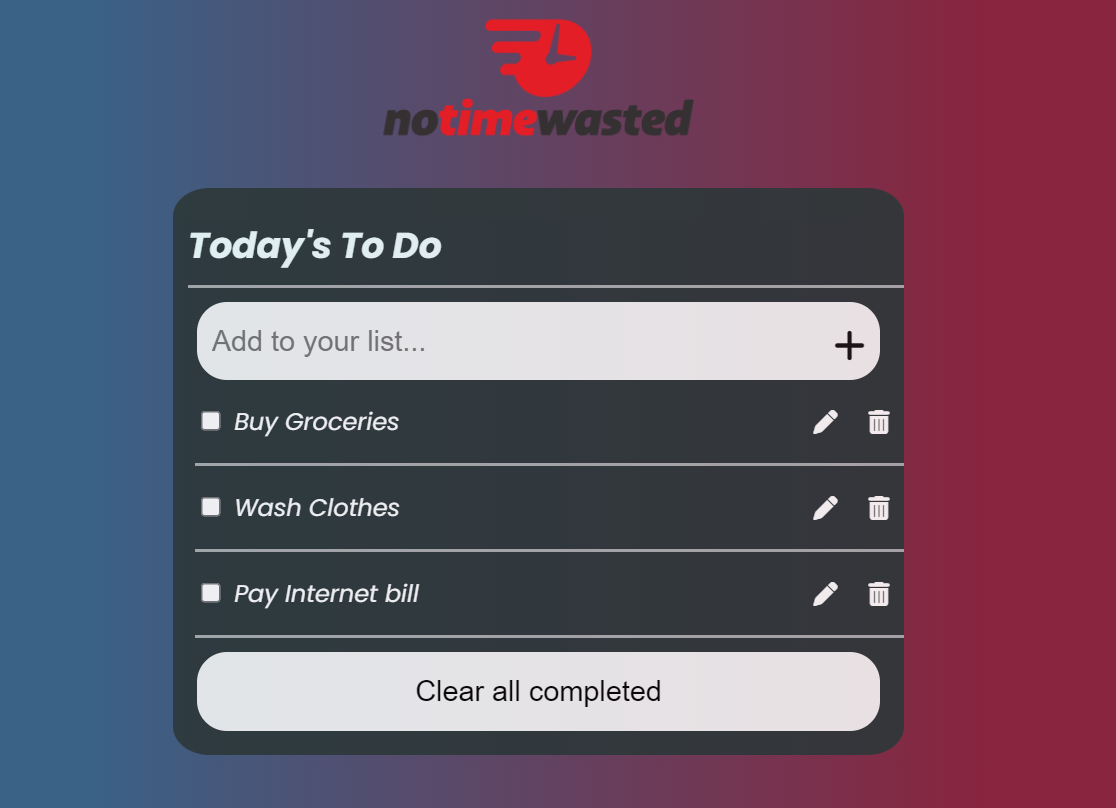 notimewasted
Today's To Do
Add to your list...
Buy Groceries
Wash Clothes
Pay Internet bill
Clear all completed